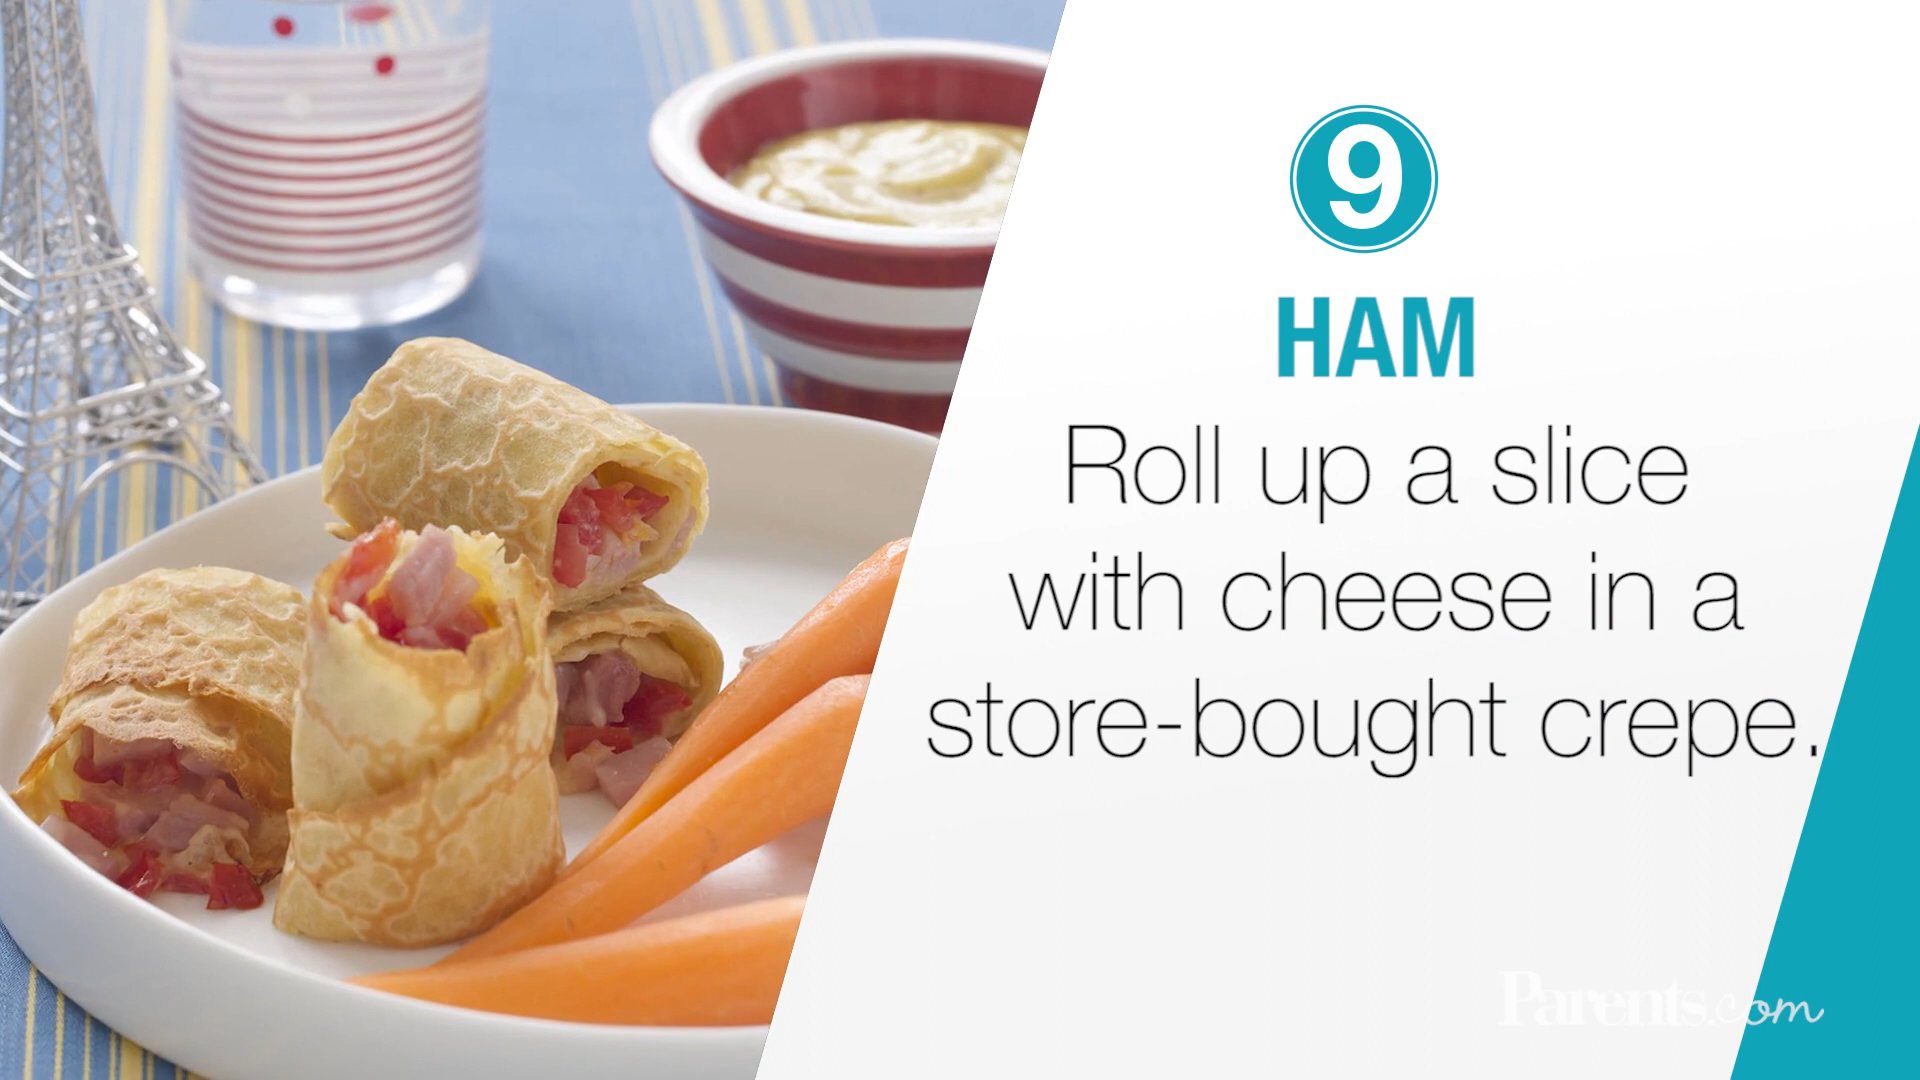 9
HAM
Roll up a slice
with cheese in a
store-bought crepe.
Parents.com